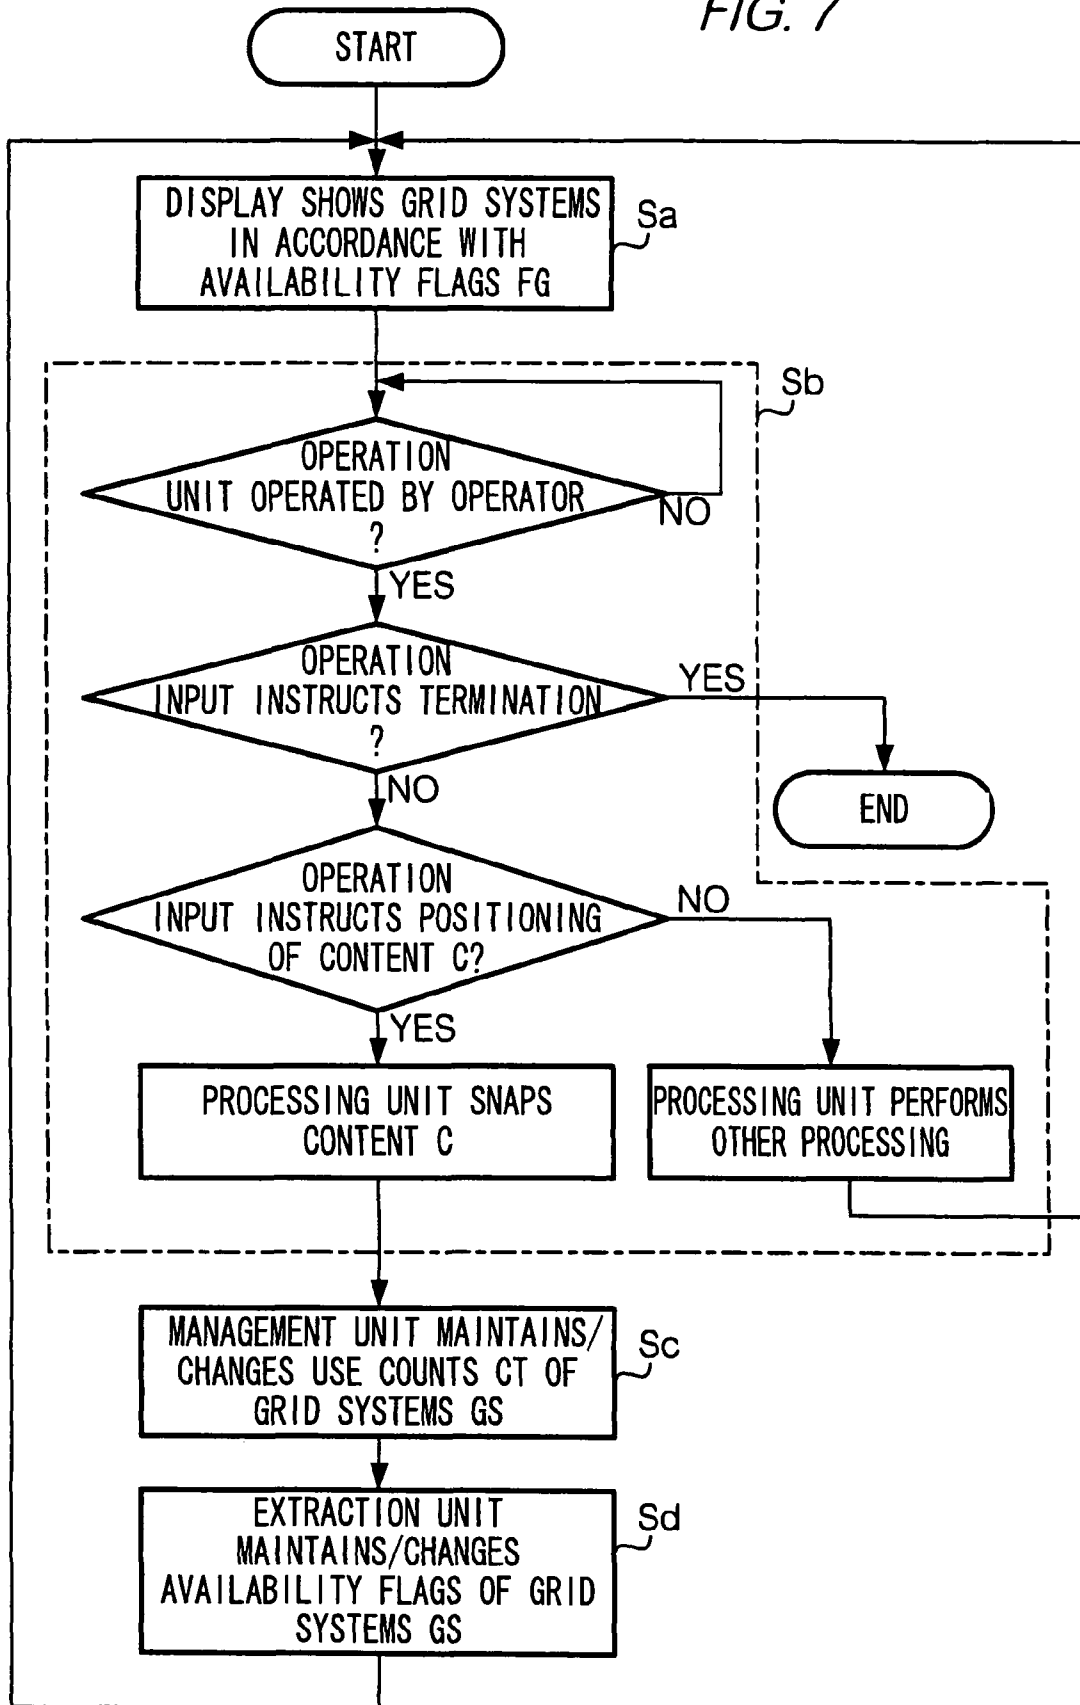 FIG. 7
START
DISPLAY SHOWS GRID SYSTEMS
IN ACCORDANCE WITH
AVAILABILITY FLAGS FG
Sa
Sb
OPERATION
UNIT OPERATED BY OPERATOR
?
NO
YES
OPERATION
INPUT INSTRUCTS TERMINATION
?
YES
NO
END
OPERATION
INPUT INSTRUCTS POSITIONING
OF CONTENT C?
NO
YES
PROCESSING UNIT SNAPS
CONTENT C
PROCESSING UNIT PERFORMS
OTHER PROCESSING
MANAGEMENT UNIT MAINTAINS/
CHANGES USE COUNTS CT OF
GRID SYSTEMS GS
Sc
EXTRACTION UNIT
MAINTAINS/CHANGES
AVAILABILITY FLAGS OF GRID
SYSTEMS GS
Sd